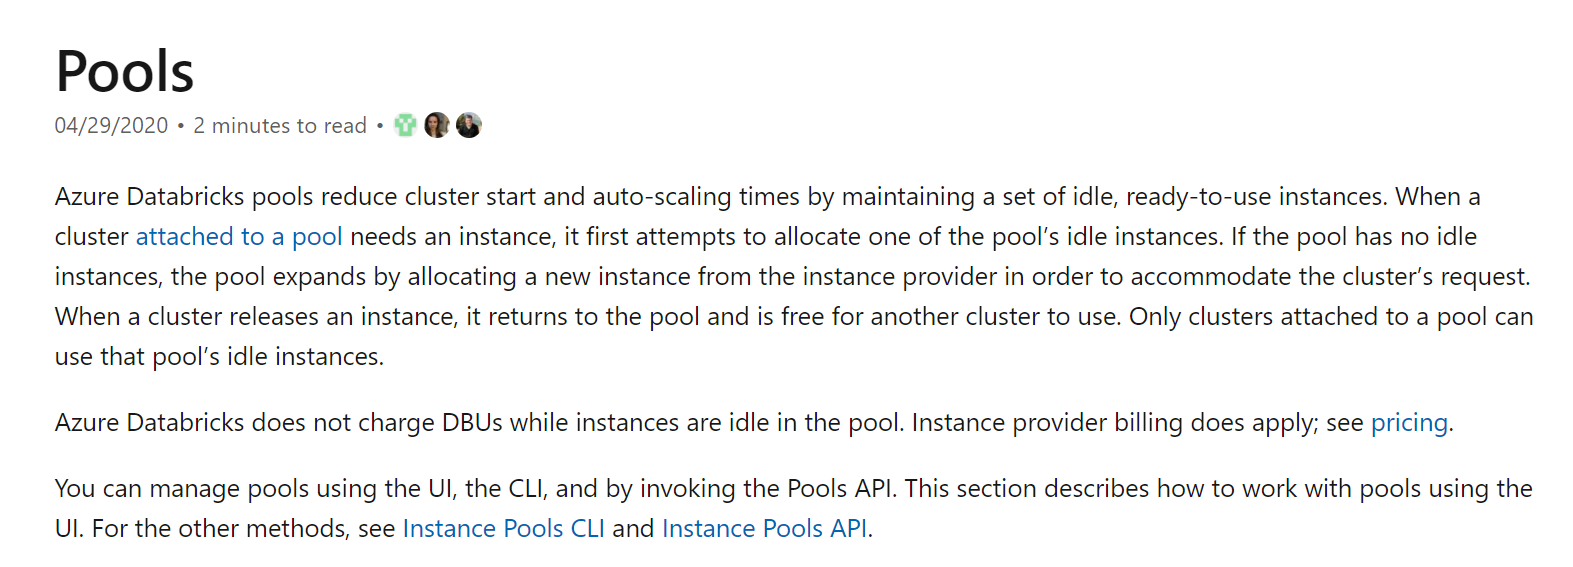 Pools
04/29/2020 • 2 minutes to read •
Azure Databricks pools reduce cluster start and auto-scaling times by maintaining a set of idle, ready-to-use instances. When a
cluster attached to a pool needs an instance, it first attempts to allocate one of the pool’s idle instances. If the pool has no idle
instances, the pool expands by allocating a new instance from the instance provider in order to accommodate the cluster’s request.
When a cluster releases an instance, it returns to the pool and is free for another cluster to use. Only clusters attached to a pool can
use that pool’s idle instances.
Azure Databricks does not charge DBUs while instances are idle in the pool. Instance provider billing does apply; see pricing.
You can manage pools using the UI, the CLI, and by invoking the Pools API. This section describes how to work with pools using the
UI. For the other methods, see Instance Pools CLI and Instance Pools API.